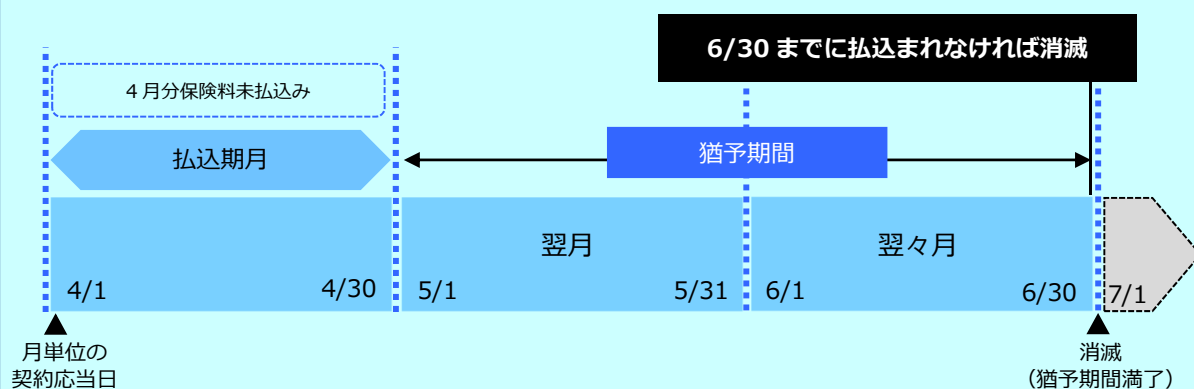 6/30 までに払込まれなければ消滅
4 月分保険料未払込み
払込期月
猶予期間
翌月
翌々月
4/1
4/30
5/1
5/31
6/1
6/30
7/1
月単位の
契約応当日
消滅
（猶予期間満了）